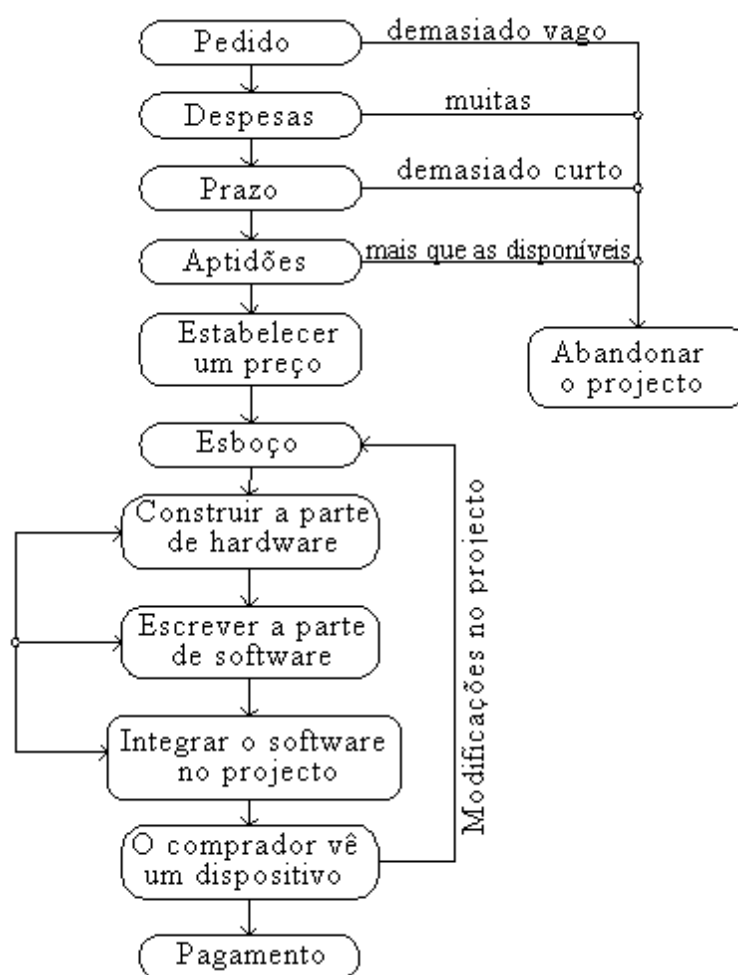 Pedido
demasiado vago
Despesas
muitas
Prazo
demasiado curto
Aptidões
mais que as disponíveis
Estabelecer
um preço
Abandonar
o projecto
Esboço
Construir a parte
de hardware
Escrever a parte
de software
Integrar o software
no projecto
Modificações no projecto
O comprador vê
um dispositivo
Pagamento